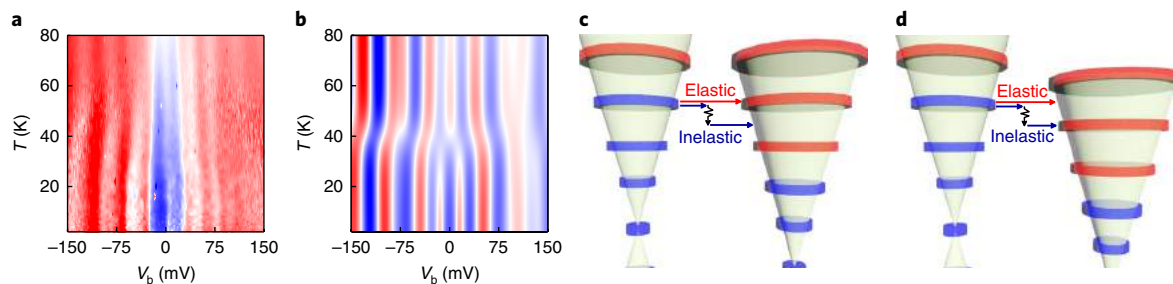 a
80
60
40
20
T (K)
−150
−75
0
75
150
V_b (mV)
b
80
60
40
20
T (K)
−150
−75
0
75
150
V_b (mV)
c
Elastic
Inelastic
d
Elastic
Inelastic